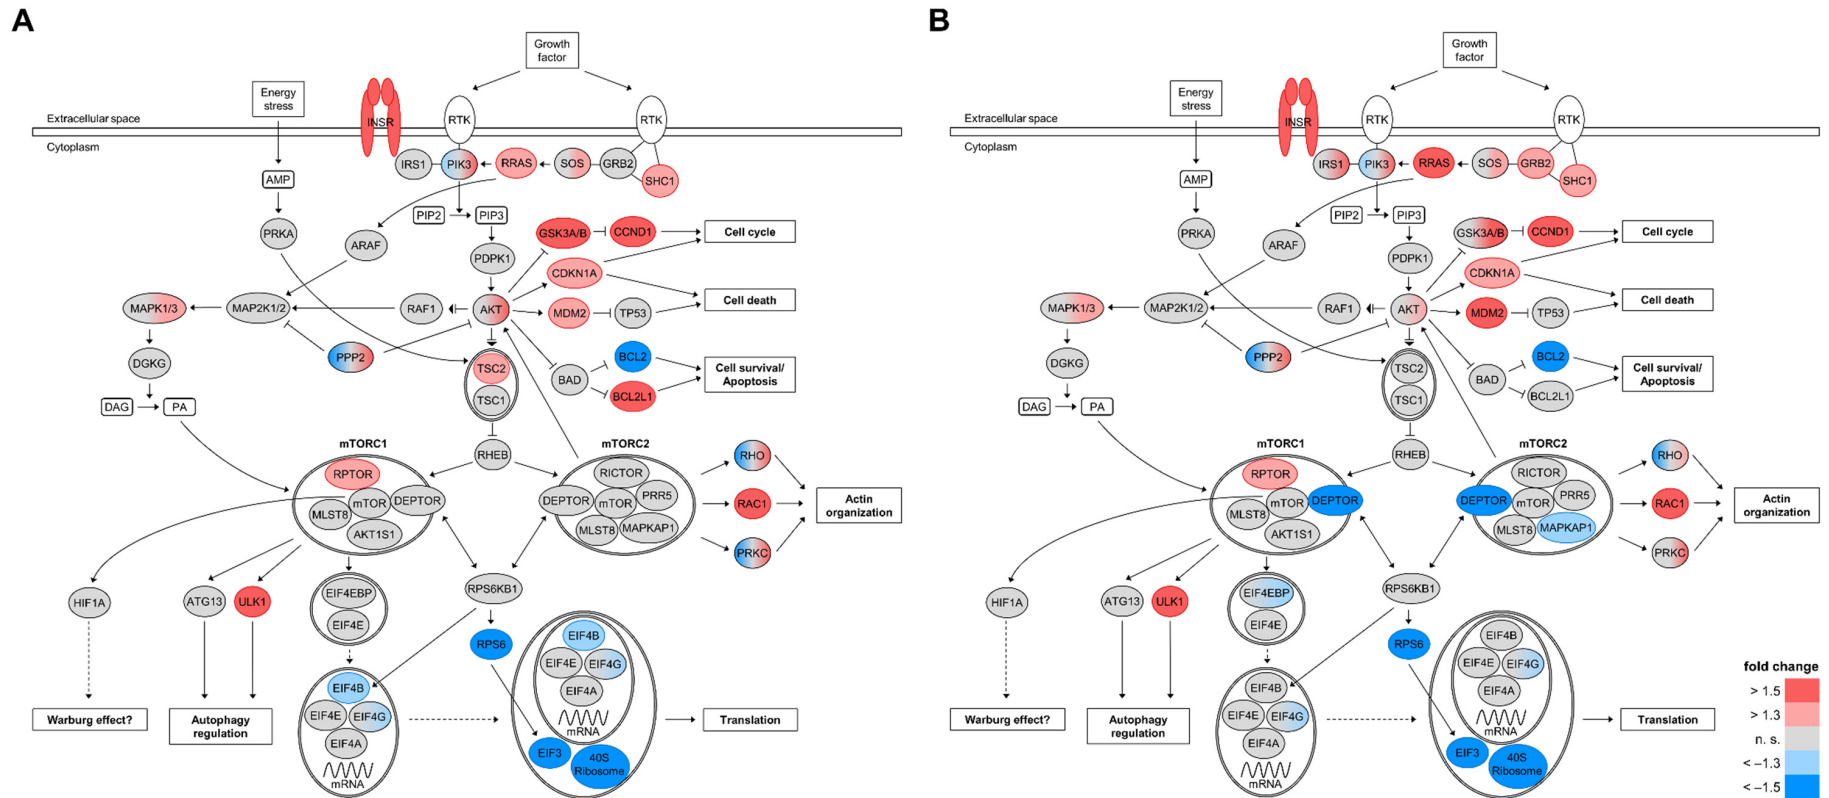 A
Growth
factor
Energy
stress
Extracellular space
INSR
RTK
RTK
Cytoplasm
IRS1
PIK3
RRAS
SOS
GRB2
SHC1
AMP
PIP2
PIP3
PRKA
ARAF
PDPK1
GSK3A/B
CCND1
Cell cycle
CDKN1A
Cell death
MAPK1/3
MAP2K1/2
RAF1
AKT
MDM2
TP53
DGKG
PPP2
TSC2
TSC1
BAD
BCL2
BCL2L1
Cell survival/
Apoptosis
DAG
PA
RHEB
mTORC1
mTORC2
RPTOR
mTOR
DEPTOR
MLST8
AKT1S1
RICTOR
DEPTOR
mTOR
PRR5
MLST8
MAPKAP1
RHO
RAC1
PRKC
Actin
organization
HIF1A
ATG13
ULK1
EIF4EBP
EIF4E
RPS6KB1
RPS6
EIF4B
EIF4E
EIF4G
EIF4A
mRNA
EIF4B
EIF4E
EIF4G
EIF4A
mRNA
EIF3
40S
Ribosome
Warburg effect?
Autophagy
regulation
Translation
B
Growth
factor
Energy
stress
Extracellular space
INSR
RTK
RTK
Cytoplasm
IRS1
PIK3
RRAS
SOS
GRB2
SHC1
AMP
PIP2
PIP3
PRKA
ARAF
PDPK1
GSK3A/B
CCND1
Cell cycle
CDKN1A
Cell death
MAPK1/3
MAP2K1/2
RAF1
AKT
MDM2
TP53
DGKG
PPP2
TSC2
TSC1
BAD
BCL2
BCL2L1
Cell survival/
Apoptosis
DAG
PA
RHEB
mTORC1
mTORC2
RPTOR
mTOR
DEPTOR
MLST8
AKT1S1
RICTOR
DEPTOR
mTOR
PRR5
MLST8
MAPKAP1
RHO
RAC1
PRKC
Actin
organization
HIF1A
ATG13
ULK1
EIF4EBP
EIF4E
RPS6KB1
RPS6
EIF4B
EIF4E
EIF4G
EIF4A
mRNA
EIF4B
EIF4E
EIF4G
EIF4A
mRNA
EIF3
40S
Ribosome
Warburg effect?
Autophagy
regulation
Translation
fold change
> 1.5
> 1.3
n. s.
< −1.3
< −1.5